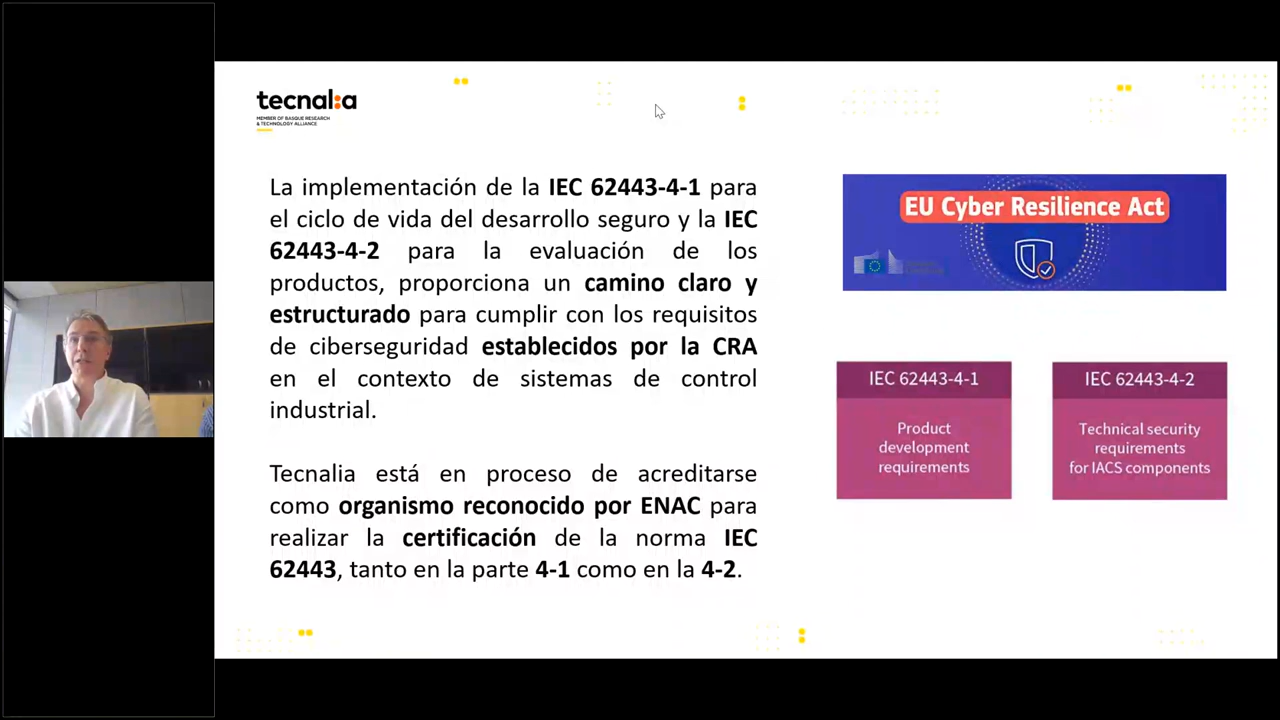 tecnal:a
MEMBER OF BASQUE RESEARCH
& TECHNOLOGY ALLIANCE
La implementación de la IEC 62443-4-1 para
el ciclo de vida del desarrollo seguro y la IEC
62443-4-2 para la evaluación de los
productos, proporciona un camino claro y
estructurado para cumplir con los requisitos
de ciberseguridad establecidos por la CRA
en el contexto de sistemas de control
industrial.
Tecnalia está en proceso de acreditarse
como organismo reconocido por ENAC para
realizar la certificación de la norma IEC
62443, tanto en la parte 4-1 como en la 4-2.
EU Cyber Resilience Act
IEC 62443-4-1
Product
development
requirements
IEC 62443-4-2
Technical security
requirements
for IACS components